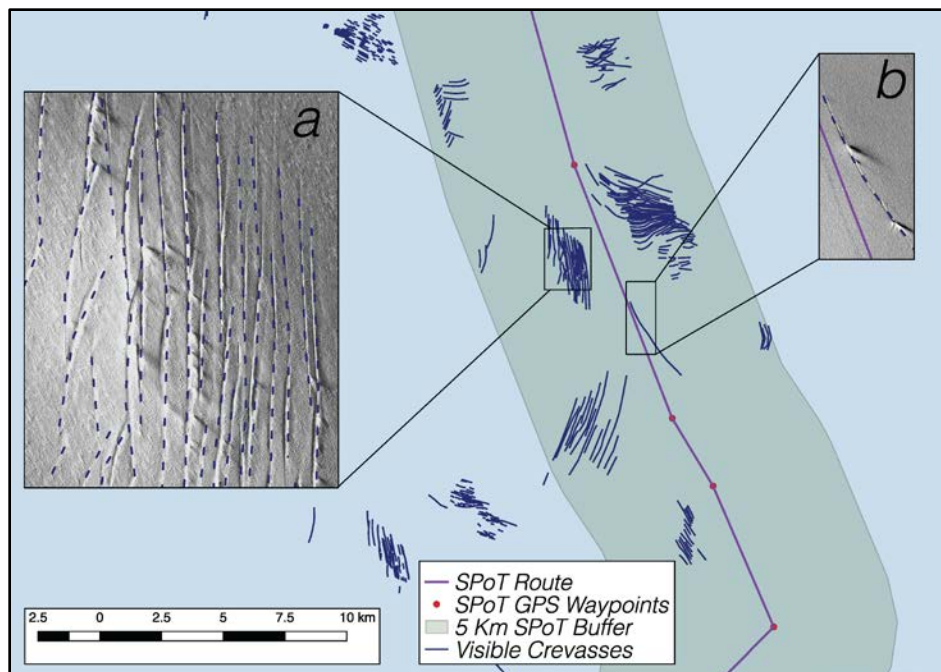 a
b
SPoT Route
SPoT GPS Waypoints
5 Km SPoT Buffer
Visible Crevasses
2.5 0 2.5 5 7.5 10 km